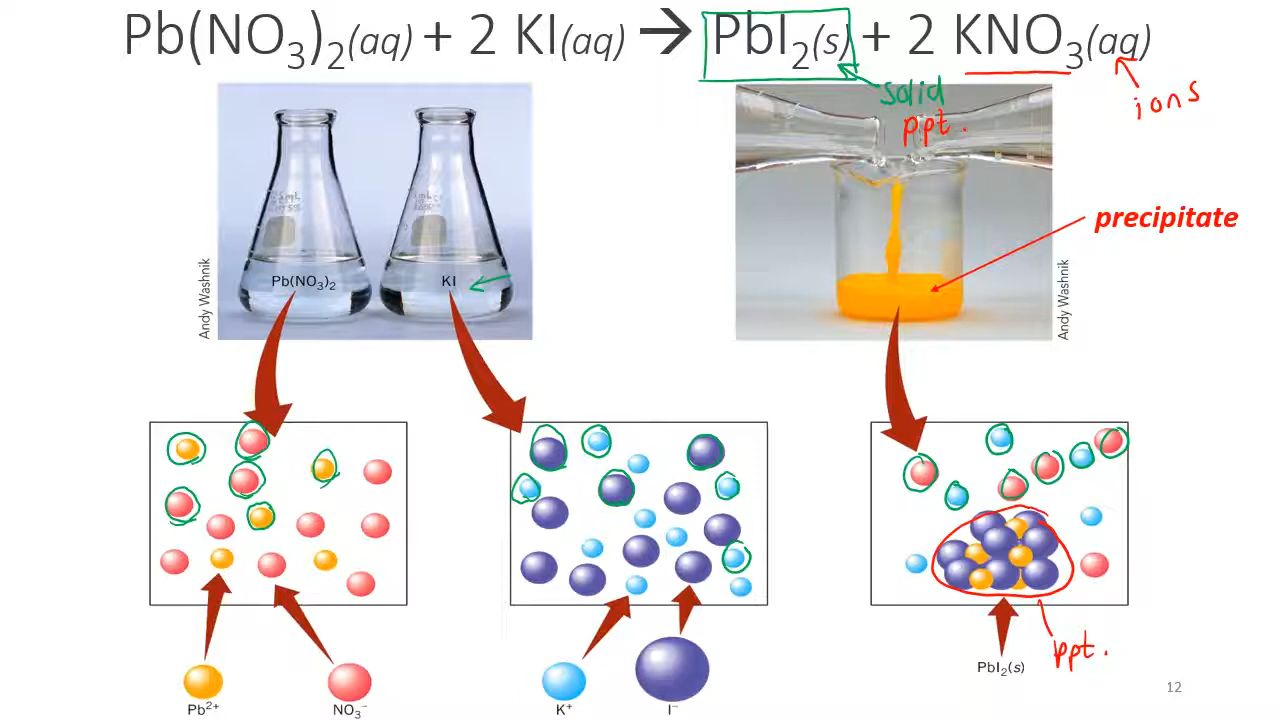 Pb(NO₃)₂(aq) + 2 KI(aq) → PbI₂(s) + 2 KNO₃(aq)
solid
ppt.
ions
precipitate
Pb(NO₃)₂
KI
Andy Washnik
Andy Washnik
PbI₂(s)
ppt.
Pb²⁺
NO₃⁻
K⁺
I⁻
12